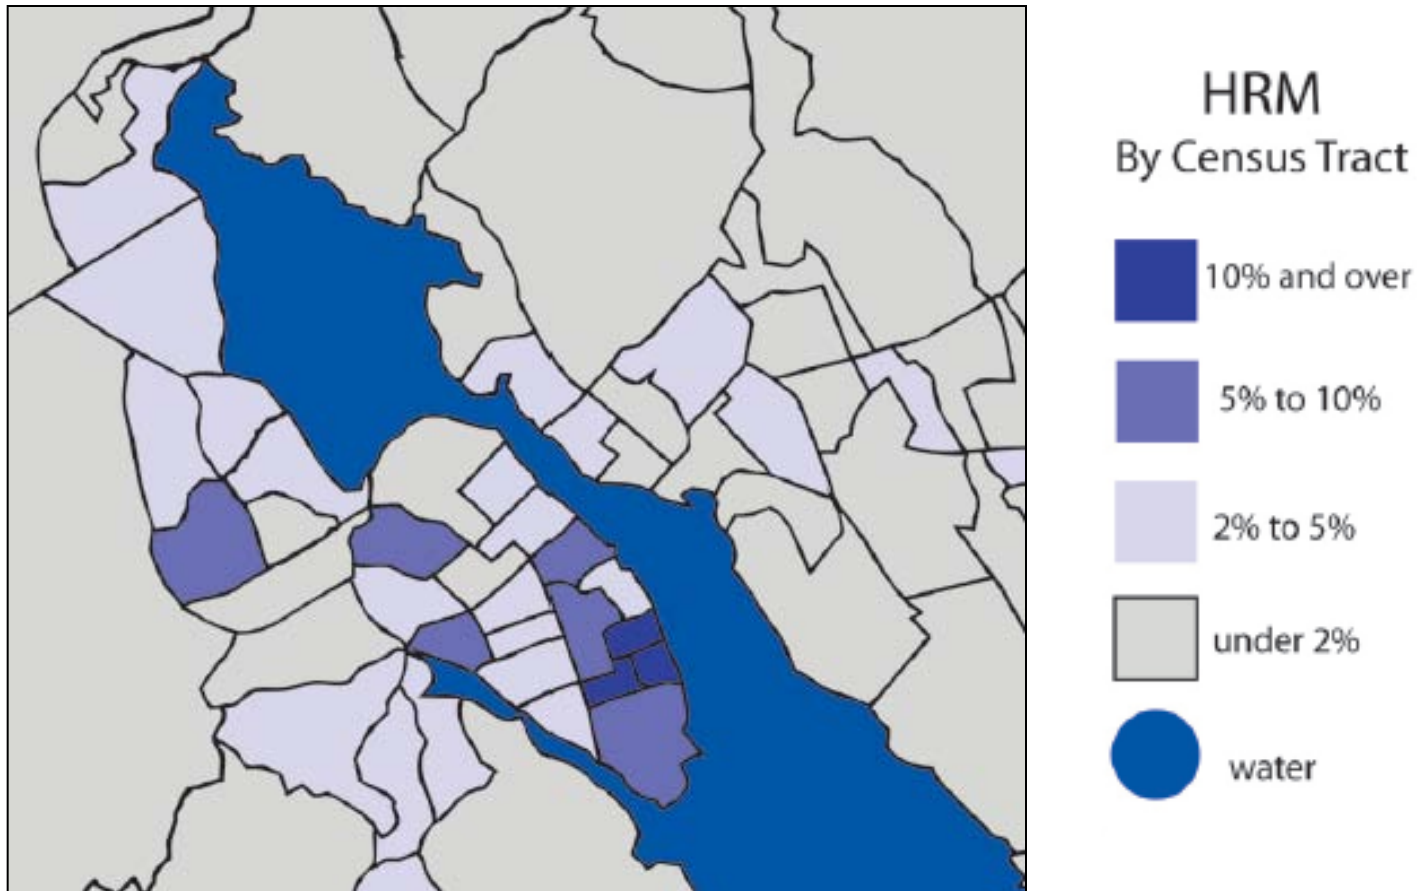 HRM
By Census Tract
10% and over
5% to 10%
2% to 5%
under 2%
water